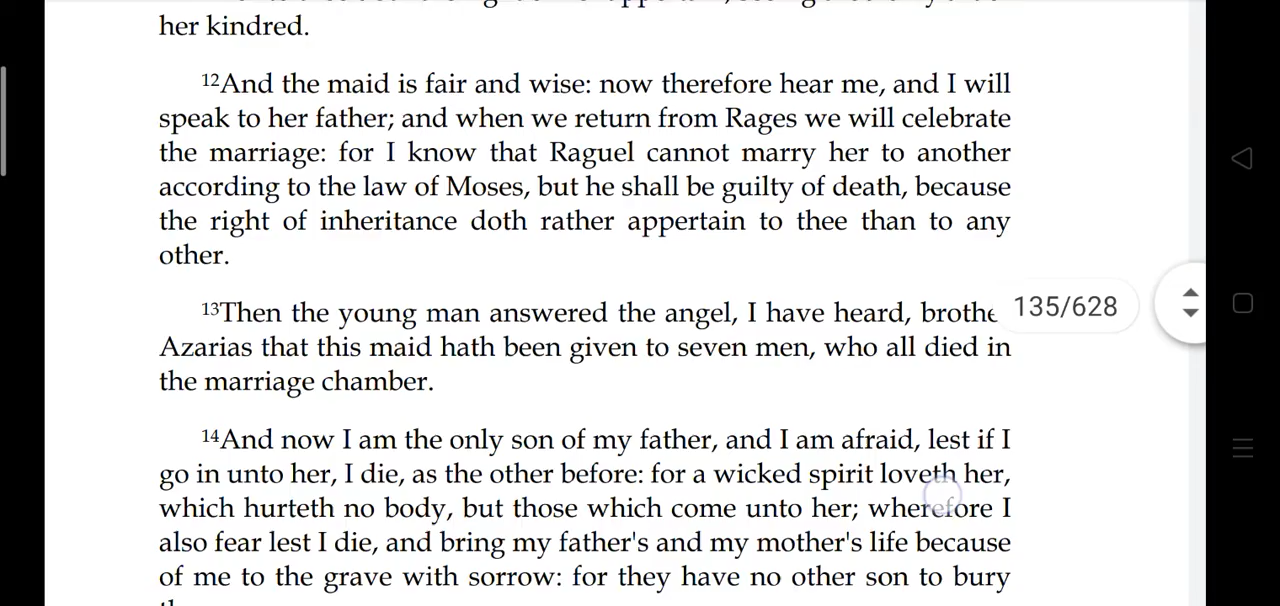 her kindred.
12And the maid is fair and wise: now therefore hear me, and I will
speak to her father; and when we return from Rages we will celebrate
the marriage: for I know that Raguel cannot marry her to another
according to the law of Moses, but he shall be guilty of death, because
the right of inheritance doth rather appertain to thee than to any
other.
13Then the young man answered the angel, I have heard, brothe
135/628
Azarias that this maid hath been given to seven men, who all died in
the marriage chamber.
14And now I am the only son of my father, and I am afraid, lest if I
go in unto her, I die, as the other before: for a wicked spirit loveth her,
which hurteth no body, but those which come unto her; wherefore I
also fear lest I die, and bring my father's and my mother's life because
of me to the grave with sorrow: for they have no other son to bury